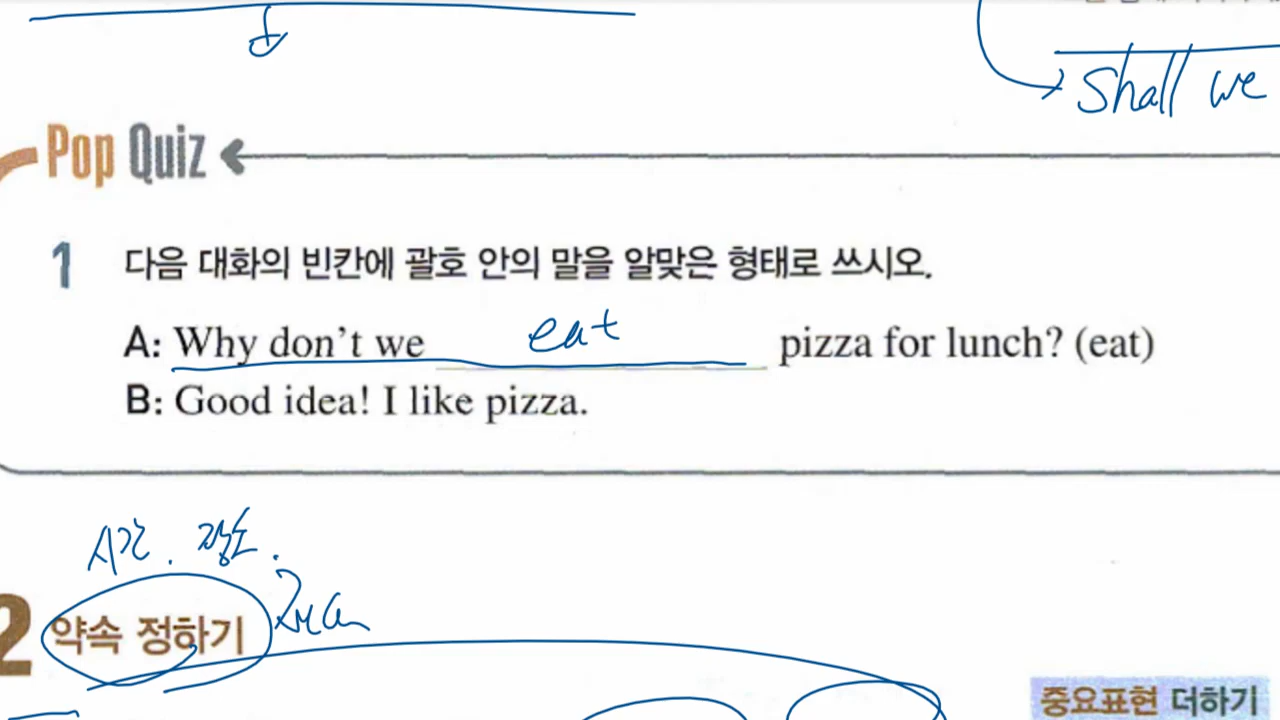 Shall we
Pop Quiz
1 다음 대화의 빈칸에 괄호 안의 말을 알맞은 형태로 쓰시오.
A: Why don't we eat pizza for lunch? (eat)
B: Good idea! I like pizza.
시간. 장소.
2 약속 정하기
중요표현 더하기